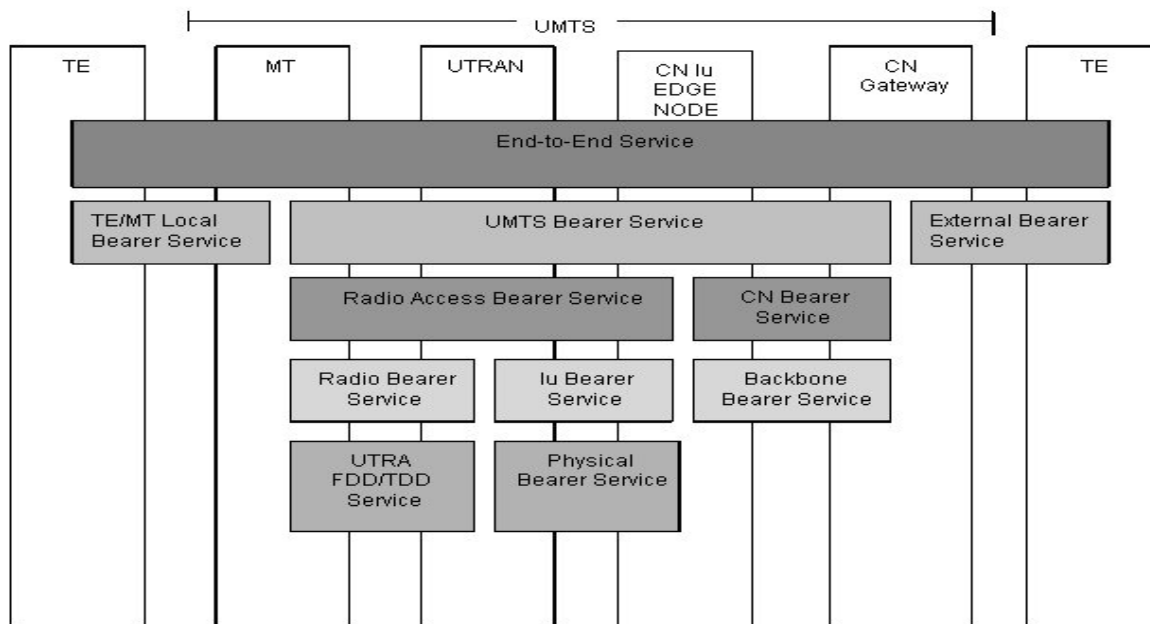 UMTS
TE
MT
UTRAN
CN Iu
EDGE
NODE
CN
Gateway
TE
End-to-End Service
TE/MT Local
Bearer Service
UMTS Bearer Service
External Bearer
Service
Radio Access Bearer Service
CN Bearer
Service
Radio Bearer
Service
Iu Bearer
Service
Backbone
Bearer Service
UTRA
FDD/TDD
Service
Physical
Bearer Service